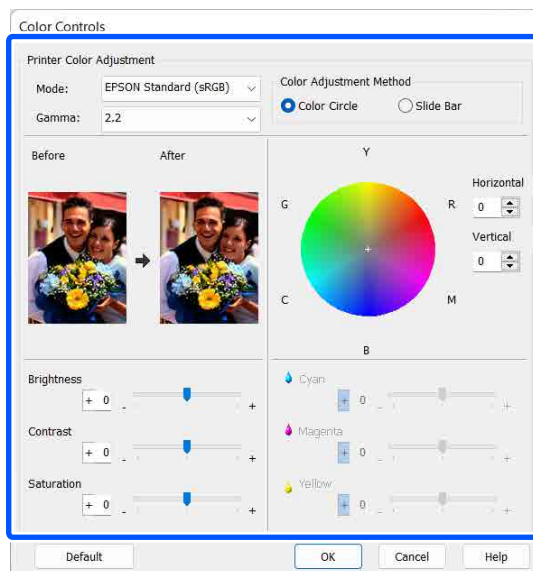 Color Controls
Printer Color Adjustment
Mode: EPSON Standard (sRGB)
Gamma: 2.2
Color Adjustment Method
Color Circle Slide Bar
Before After
Y
G R
C M
B
Horizontal
0
Vertical
0
Brightness
+ 0 - +
Contrast
+ 0 - +
Saturation
+ 0 - +
Cyan
+ 0 - +
Magenta
+ 0 - +
Yellow
+ 0 - +
Default OK Cancel Help